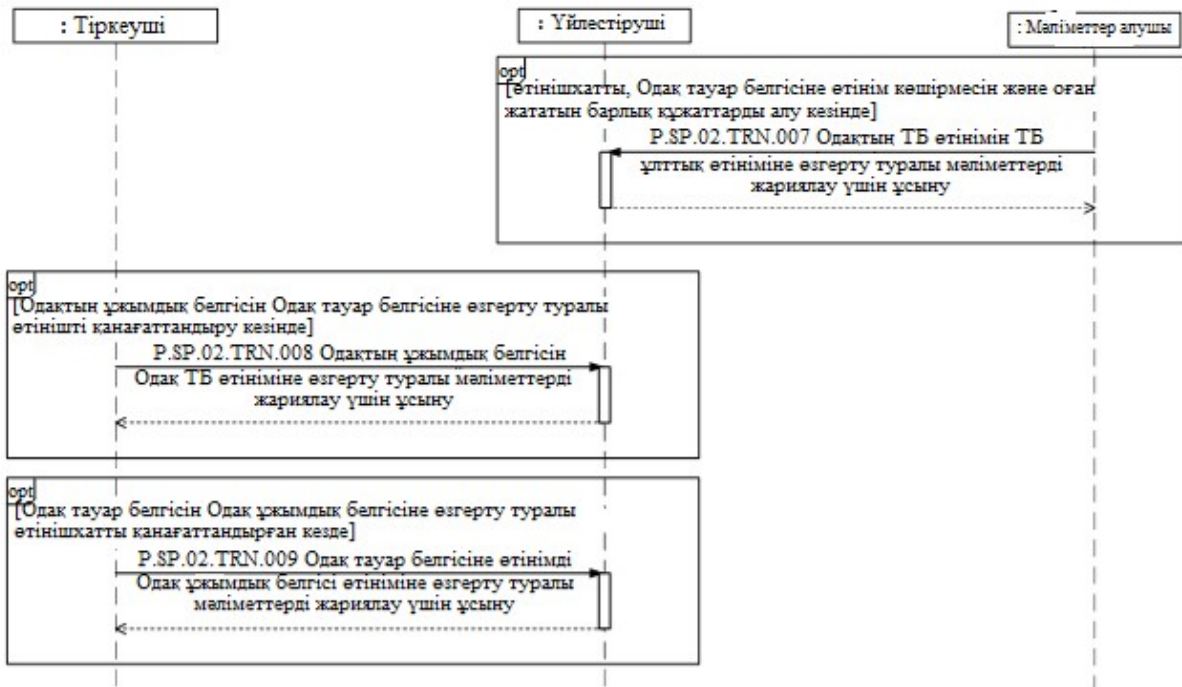 : Тіркеуші
: Үйлестіруші
: Мәліметтер алушы
opt
[өтінішхатты, Одақ тауар белгісіне өтінім көшірмесін және оған
жататын барлық құжаттарды алу кезінде]
P.SP.02.TRN.007 Одақтың ТБ өтінімін ТБ
ұлттық өтініміне өзгерту туралы мәліметтерді
жариялау үшін ұсыну
opt
[Одақтың ұжымдық белгісін Одақ тауар белгісіне өзгерту туралы
өтінішті қанағаттандыру кезінде]
P.SP.02.TRN.008 Одақтың ұжымдық белгісін
Одақ ТБ өтініміне өзгерту туралы мәліметтерді
жариялау үшін ұсыну
opt
[Одақ тауар белгісін Одақ ұжымдық белгісіне өзгерту туралы
өтінішхатты қанағаттандырған кезде]
P.SP.02.TRN.009 Одақ тауар белгісіне өтінімді
Одақ ұжымдық белгісі өтініміне өзгерту туралы
мәліметтерді жариялау үшін ұсыну